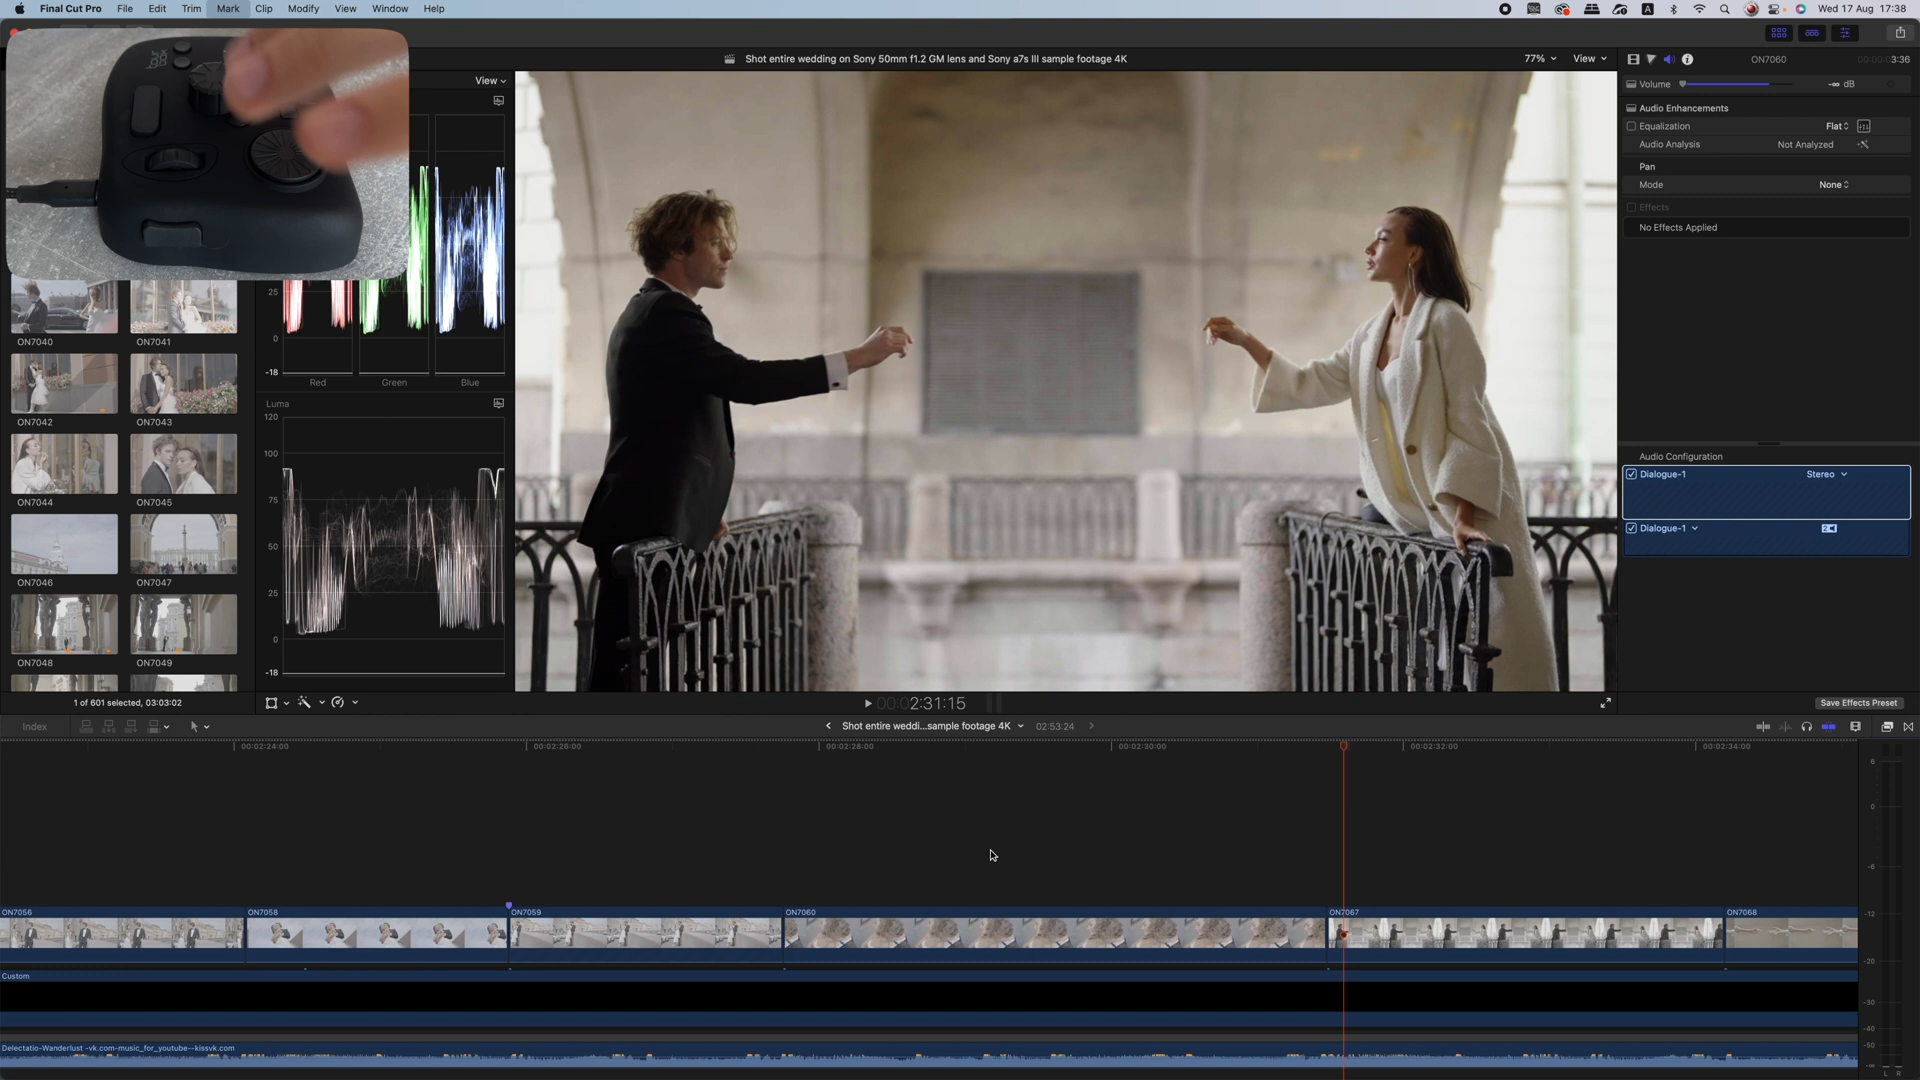 Final Cut Pro File Edit Trim Mark Clip Modify View Window Help
A Wed 17 Aug 17:38
tour box
View
Shot entire wedding on Sony 50mm f1.2 GM lens and Sony a7s III sample footage 4K
77% View
ON7060
3:36
Volume -∞ dB
Audio Enhancements
Equalization Flat
Audio Analysis Not Analyzed
Pan
Mode None
Effects
No Effects Applied
Audio Configuration
Dialogue-1 Stereo
Dialogue-1
Save Effects Preset
ON7040 ON7041
ON7042 ON7043
ON7044 ON7045
ON7046 ON7047
ON7048 ON7049
1 of 601 selected, 03:03:02
25
0
-18
Red Green Blue
Luma
120
100
75
50
25
0
-18
00:00:02:31:15
Index
Shot entire weddi...sample footage 4K 02:53:24
00:02:24:00 00:02:26:00 00:02:28:00 00:02:30:00 00:02:32:00 00:02:34:00
ON7056 ON7058 ON7059 ON7060 ON7067 ON7068
Custom
Delectatio-Wanderlust -vk.com-music_for_youtube--kissvk.com
6
0
-6
-12
-20
-30
-40
-50
-∞
L R